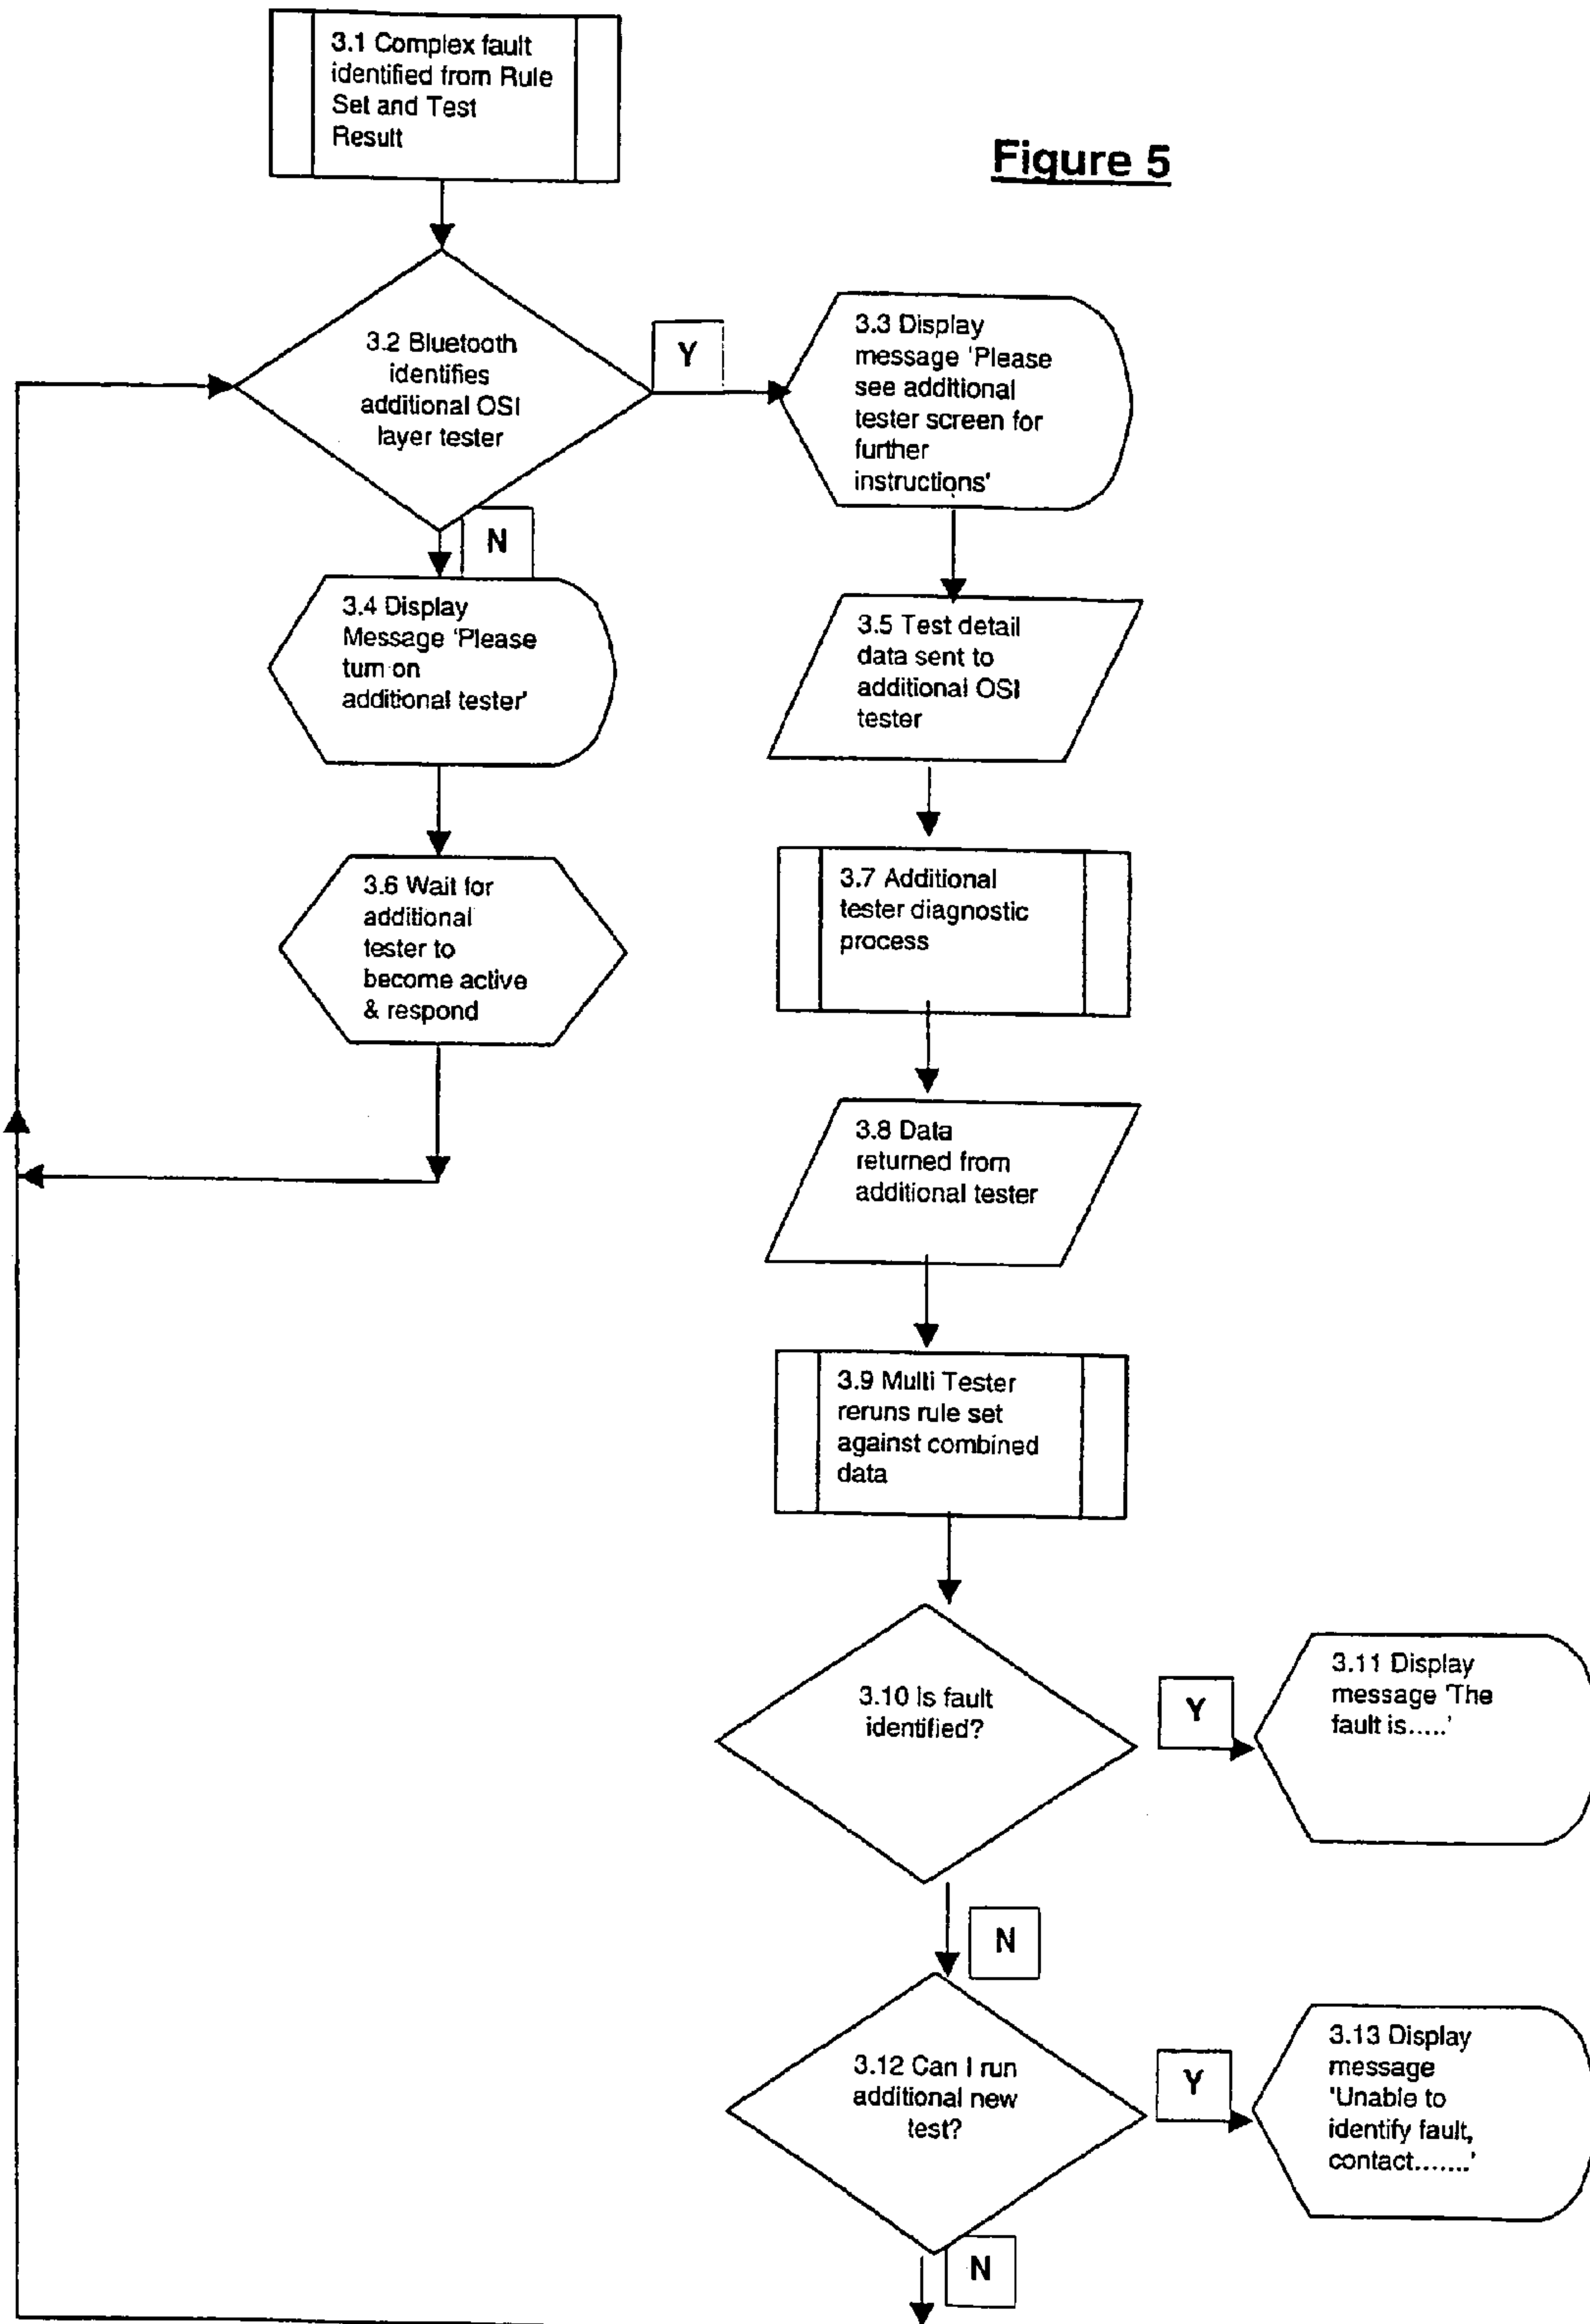 3.1 Complex fault
identified from Rule
Set and Test
Result
Figure 5
3.2 Bluetooth
identifies
additional OSI
layer tester
Y
3.3 Display
message 'Please
see additional
tester screen for
further
instructions'
N
3.4 Display
Message 'Please
turn on
additional tester'
3.5 Test detail
data sent to
additional OSI
tester
3.6 Wait for
additional
tester to
become active
& respond
3.7 Additional
tester diagnostic
process
3.8 Data
returned from
additional tester
3.9 Multi Tester
reruns rule set
against combined
data
3.10 Is fault
identified?
Y
3.11 Display
message 'The
fault is.....'
N
3.12 Can I run
additional new
test?
Y
3.13 Display
message
'Unable to
identify fault,
contact.......'
N